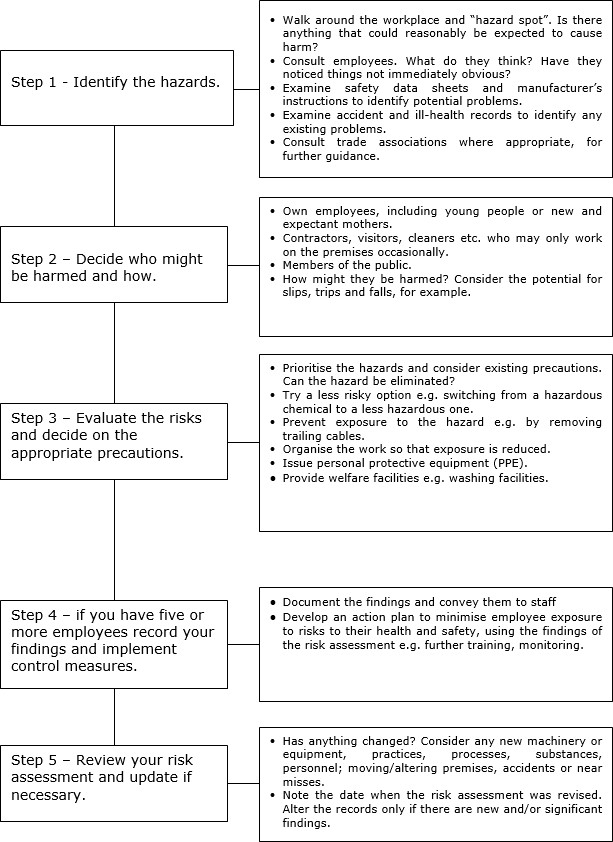 Step 1 - Identify the hazards.
• Walk around the workplace and “hazard spot”. Is there
anything that could reasonably be expected to cause
harm?
• Consult employees. What do they think? Have they
noticed things not immediately obvious?
• Examine safety data sheets and manufacturer’s
instructions to identify potential problems.
• Examine accident and ill-health records to identify any
existing problems.
• Consult trade associations where appropriate, for
further guidance.
Step 2 – Decide who might
be harmed and how.
• Own employees, including young people or new and
expectant mothers.
• Contractors, visitors, cleaners etc. who may only work
on the premises occasionally.
• Members of the public.
• How might they be harmed? Consider the potential for
slips, trips and falls, for example.
Step 3 – Evaluate the risks
and decide on the
appropriate precautions.
• Prioritise the hazards and consider existing precautions.
Can the hazard be eliminated?
• Try a less risky option e.g. switching from a hazardous
chemical to a less hazardous one.
• Prevent exposure to the hazard e.g. by removing
trailing cables.
• Organise the work so that exposure is reduced.
• Issue personal protective equipment (PPE).
• Provide welfare facilities e.g. washing facilities.
Step 4 – if you have five or
more employees record your
findings and implement
control measures.
• Document the findings and convey them to staff
• Develop an action plan to minimise employee exposure
to risks to their health and safety, using the findings of
the risk assessment e.g. further training, monitoring.
Step 5 – Review your risk
assessment and update if
necessary.
• Has anything changed? Consider any new machinery or
equipment, practices, processes, substances,
personnel; moving/altering premises, accidents or near
misses.
• Note the date when the risk assessment was revised.
Alter the records only if there are new and/or significant
findings.